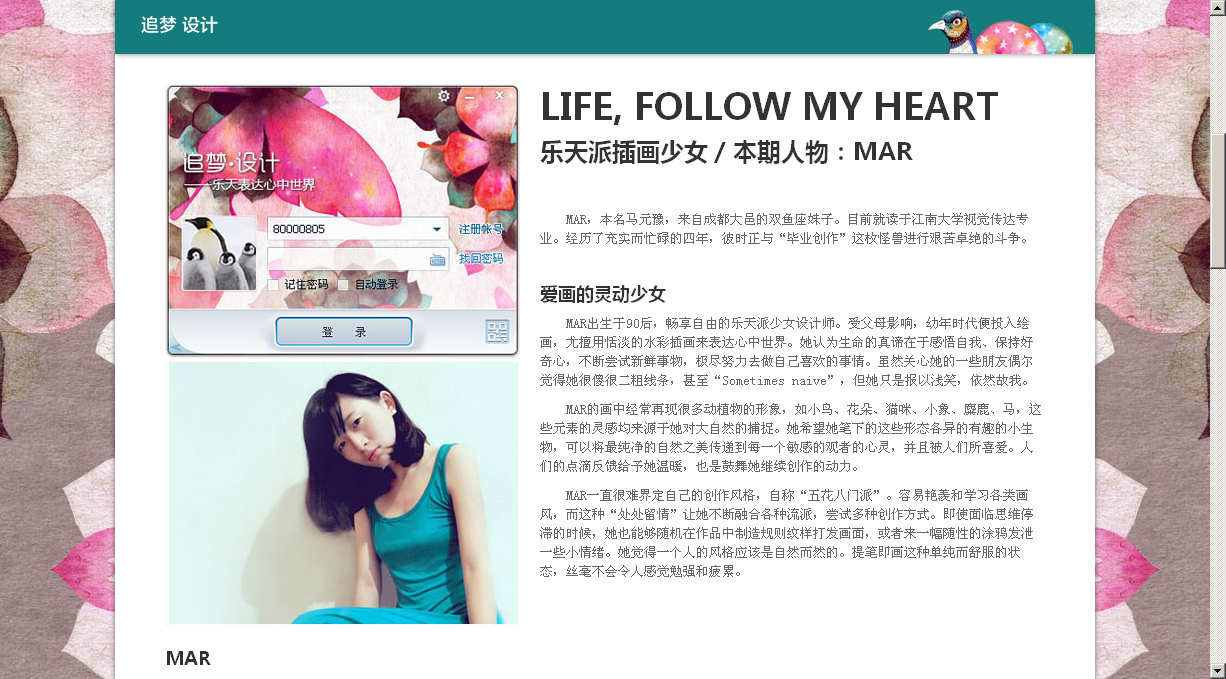 追梦 设计
追梦·设计
——乐天表达心中世界
80000805
注册帐号
找回密码
记住密码
自动登录
登 录
LIFE, FOLLOW MY HEART
乐天派插画少女 / 本期人物：MAR
MAR，本名马元豫，来自成都大邑的双鱼座妹子。目前就读于江南大学视觉传达专
业。经历了充实而忙碌的四年，彼时正与“毕业创作”这枚怪兽进行艰苦卓绝的斗争。
爱画的灵动少女
MAR出生于90后，畅享自由的乐天派少女设计师。受父母影响，幼年时代便投入绘
画，尤擅用恬淡的水彩插画来表达心中世界。她认为生命的真谛在于感悟自我、保持好
奇心，不断尝试新鲜事物，极尽努力去做自己喜欢的事情。虽然关心她的一些朋友偶尔
觉得她很傻很二粗线条，甚至“Sometimes naive”，但她只是报以浅笑，依然故我。
MAR的画中经常再现很多动植物的形象，如小鸟、花朵、猫咪、小象、麋鹿、马，这
些元素的灵感均来源于她对大自然的捕捉。她希望她笔下的这些形态各异的有趣的小生
物，可以将最纯净的自然之美传递到每一个敏感的观者的心灵，并且被人们所喜爱。人
们的点滴反馈给予她温暖，也是鼓舞她继续创作的动力。
MAR一直很难界定自己的创作风格，自称“五花八门派”。容易艳羡和学习各类画
风，而这种“处处留情”让她不断融合各种流派，尝试多种创作方式。即使面临思维停
滞的时候，她也能够随机在作品中制造规则纹样打发画面，或者来一幅随性的涂鸦发泄
一些小情绪。她觉得一个人的风格应该是自然而然的。提笔即画这种单纯而舒服的状
态，丝毫不会令人感觉勉强和疲累。
MAR